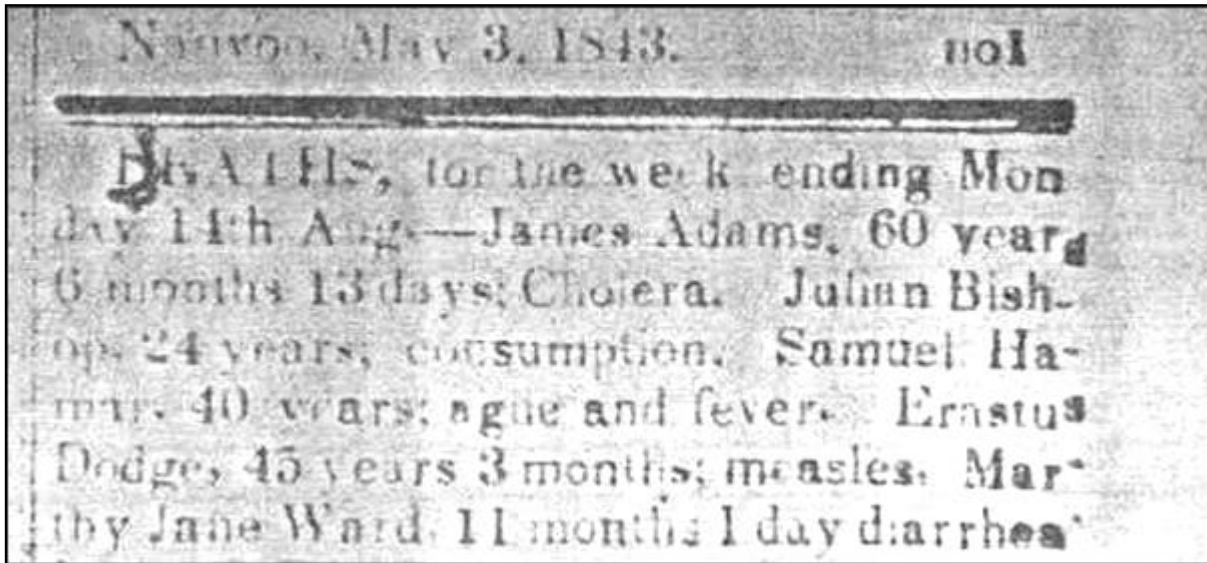 Nauvoo, May 3, 1843. no1
DEATHS, for the week ending Mon
day 14th Aug.—James Adams, 60 years
6 months 13 days; Cholera. Julian Bish-
op, 24 years; consumption. Samuel Ha-
mar, 40 years; ague and fever. Erastus
Dodge, 45 years 3 months; measles. Mar-
thy Jane Ward, 11 months 1 day diarrhea